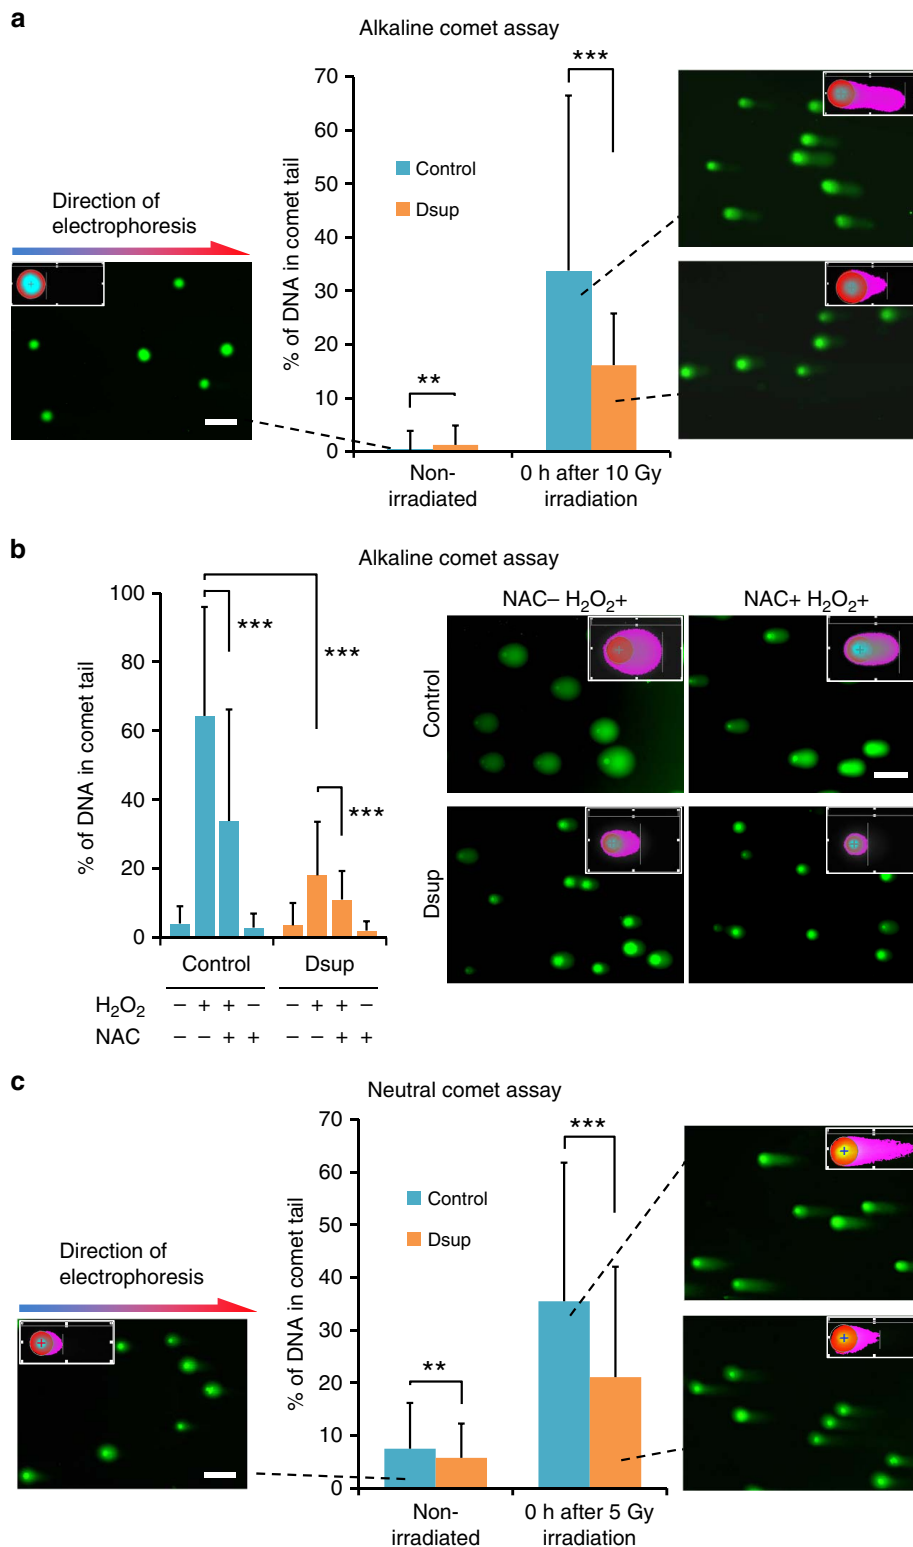 a
Alkaline comet assay
% of DNA in comet tail
70
60
50
40
30
20
10
0
***
**
Control
Dsup
Direction of
electrophoresis
Non-
irradiated
0 h after 10 Gy
irradiation
b
Alkaline comet assay
% of DNA in comet tail
100
80
60
40
20
0
***
***
***
Control
Dsup
H₂O₂ − + + − − + + −
NAC − − + + − − + +
NAC− H₂O₂+
NAC+ H₂O₂+
Control
Dsup
c
Neutral comet assay
% of DNA in comet tail
70
60
50
40
30
20
10
0
***
**
Control
Dsup
Direction of
electrophoresis
Non-
irradiated
0 h after 5 Gy
irradiation